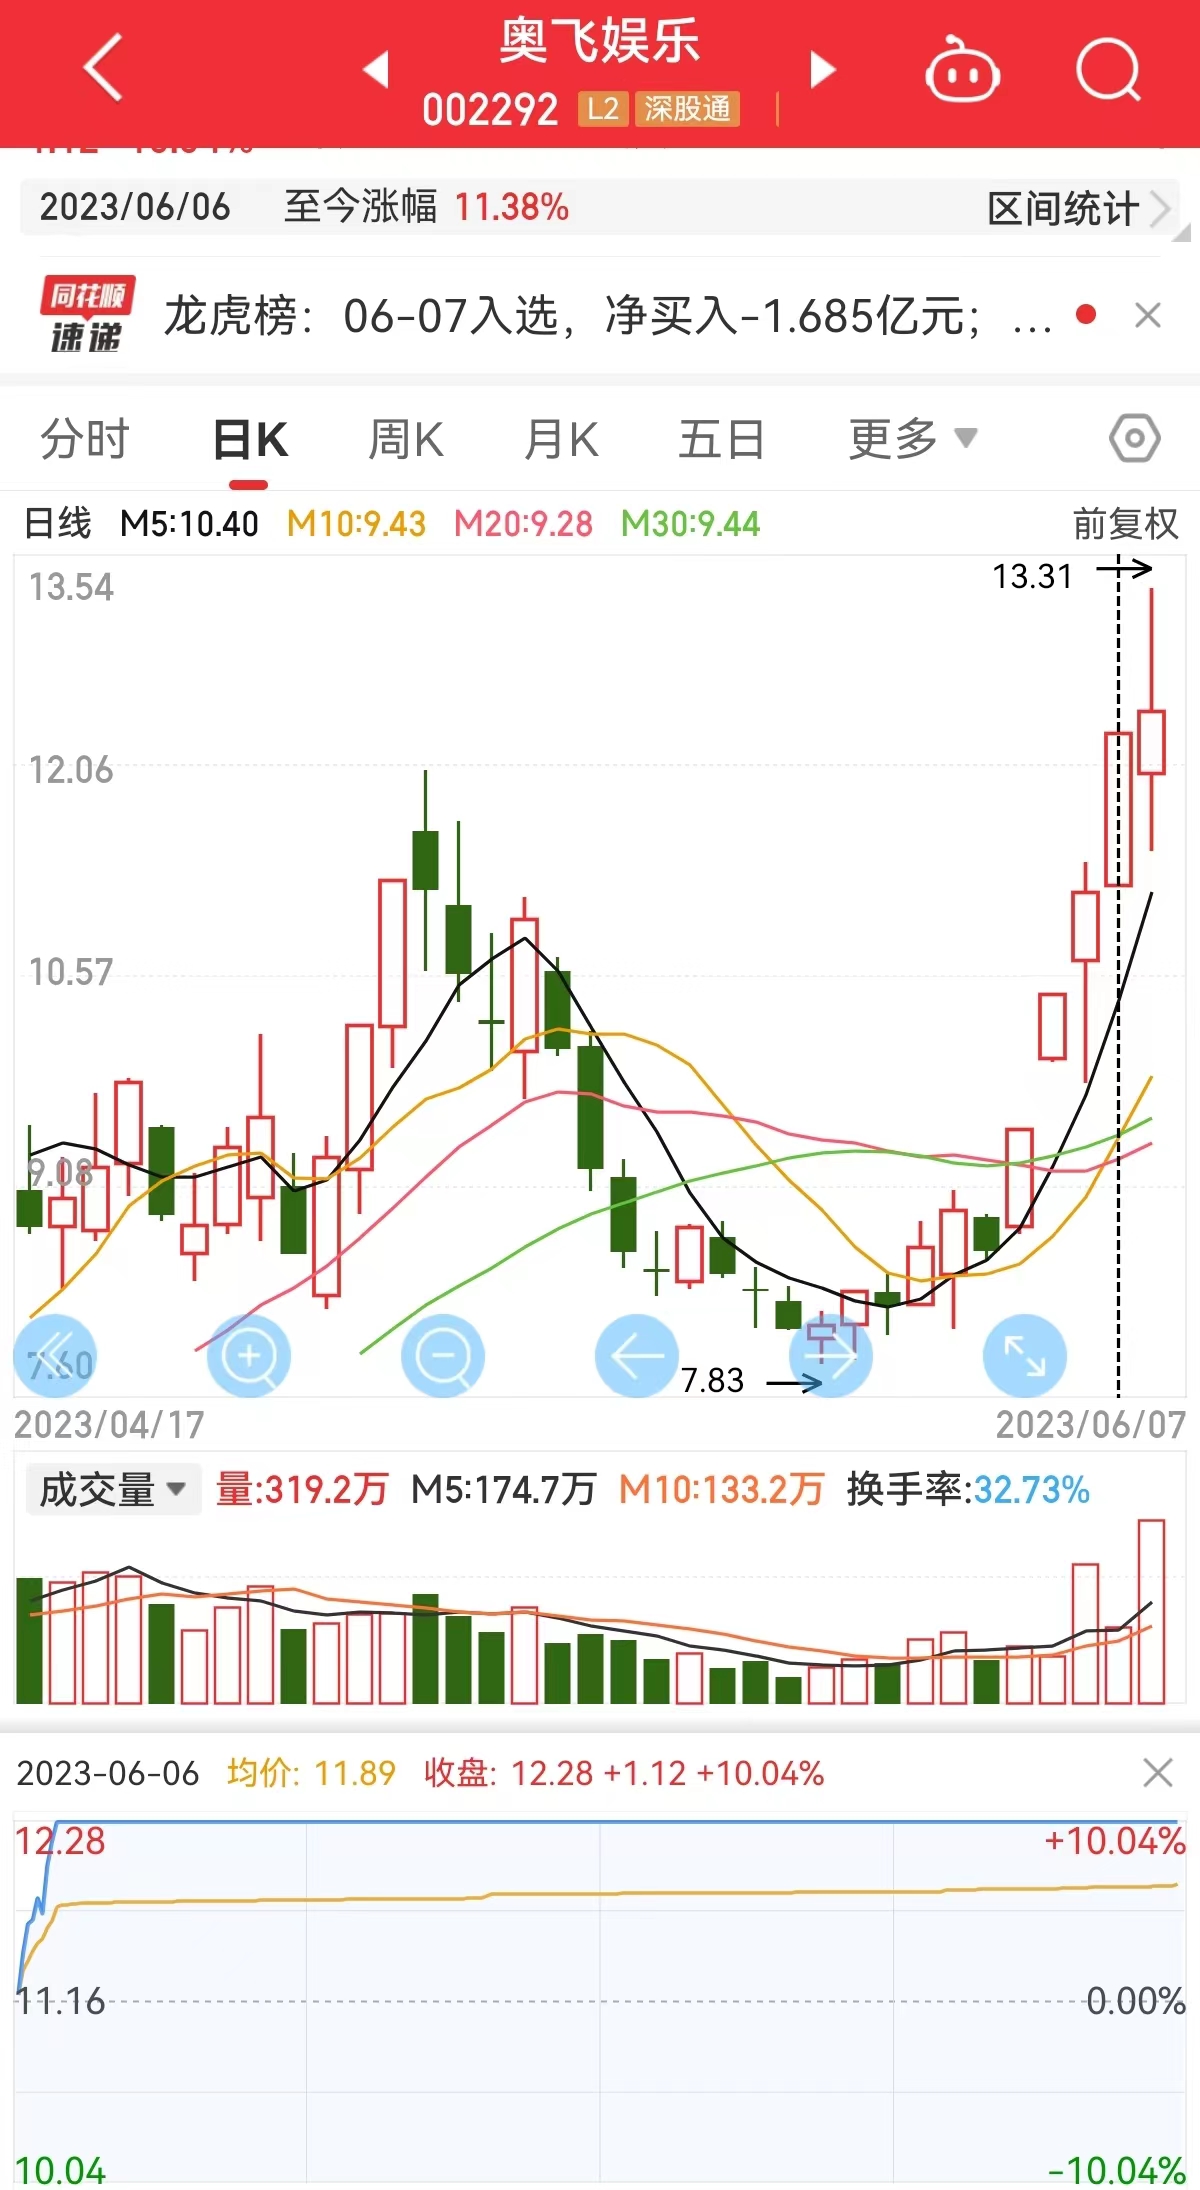 奥飞娱乐
002292 L2 深股通
2023/06/06 至今涨幅 11.38% 区间统计
同花顺
速递
龙虎榜：06-07入选，净买入-1.685亿元；...
分时 日K 周K 月K 五日 更多
日线 M5:10.40 M10:9.43 M20:9.28 M30:9.44 前复权
13.31
13.54
12.06
10.57
9.08
7.60
7.83
2023/04/17 2023/06/07
成交量 量:319.2万 M5:174.7万 M10:133.2万 换手率:32.73%
2023-06-06 均价: 11.89 收盘: 12.28 +1.12 +10.04%
12.28 +10.04%
11.16 0.00%
10.04 -10.04%